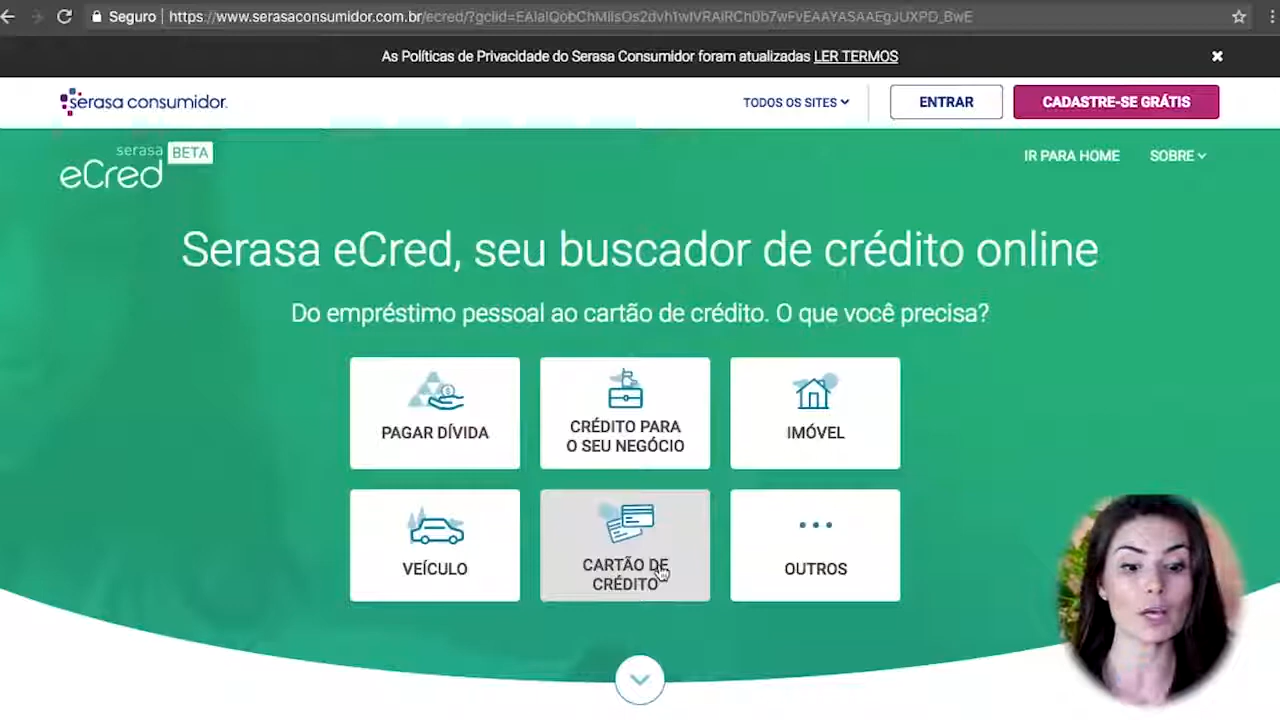 Seguro https://www.serasaconsumidor.com.br/ecred/?gclid=EAIaIQobChMIIsOs2dvh1wIVRAiRCh0b7wFvEAAYASAAEgJUXPD_BwE
As Políticas de Privacidade do Serasa Consumidor foram atualizadas LER TERMOS
serasa consumidor
TODOS OS SITES
ENTRAR
CADASTRE-SE GRÁTIS
serasa
eCred
BETA
IR PARA HOME
SOBRE
Serasa eCred, seu buscador de crédito online
Do empréstimo pessoal ao cartão de crédito. O que você precisa?
PAGAR DÍVIDA
CRÉDITO PARA
O SEU NEGÓCIO
IMÓVEL
VEÍCULO
CARTÃO DE
CRÉDITO
OUTROS